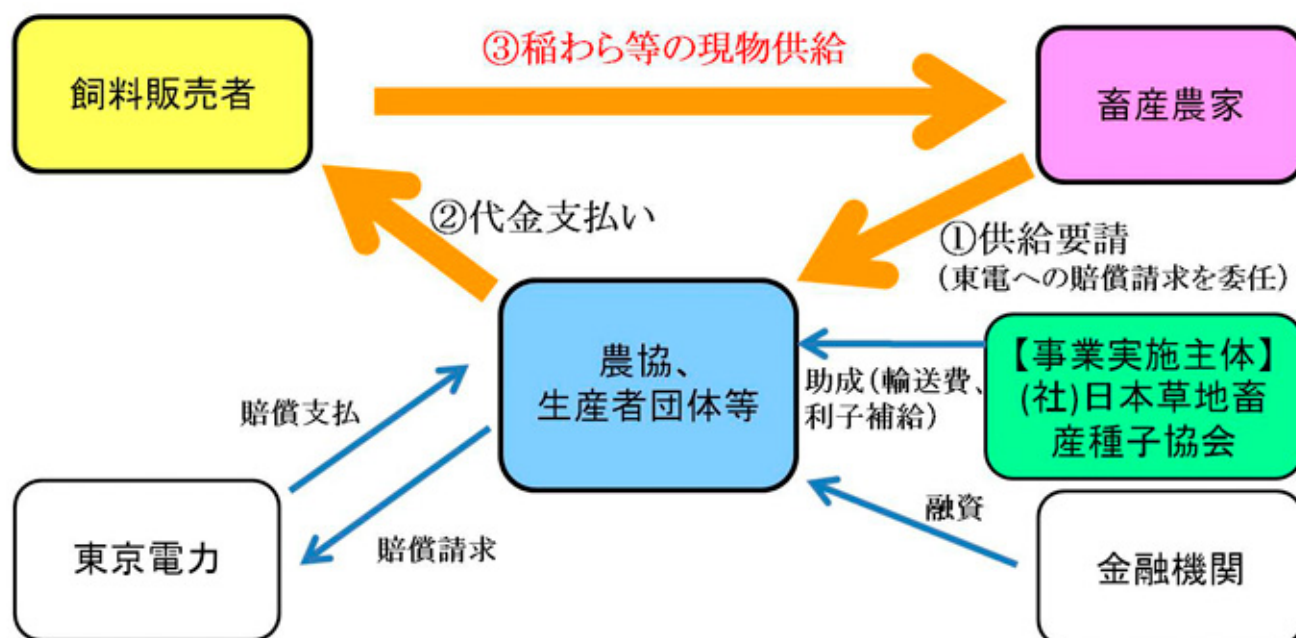 ③稲わら等の現物供給
飼料販売者
畜産農家
②代金支払い
①供給要請
(東電への賠償請求を委任)
農協、
生産者団体等
【事業実施主体】
(社)日本草地畜
産種子協会
助成(輸送費、
利子補給)
賠償支払
賠償請求
融資
東京電力
金融機関